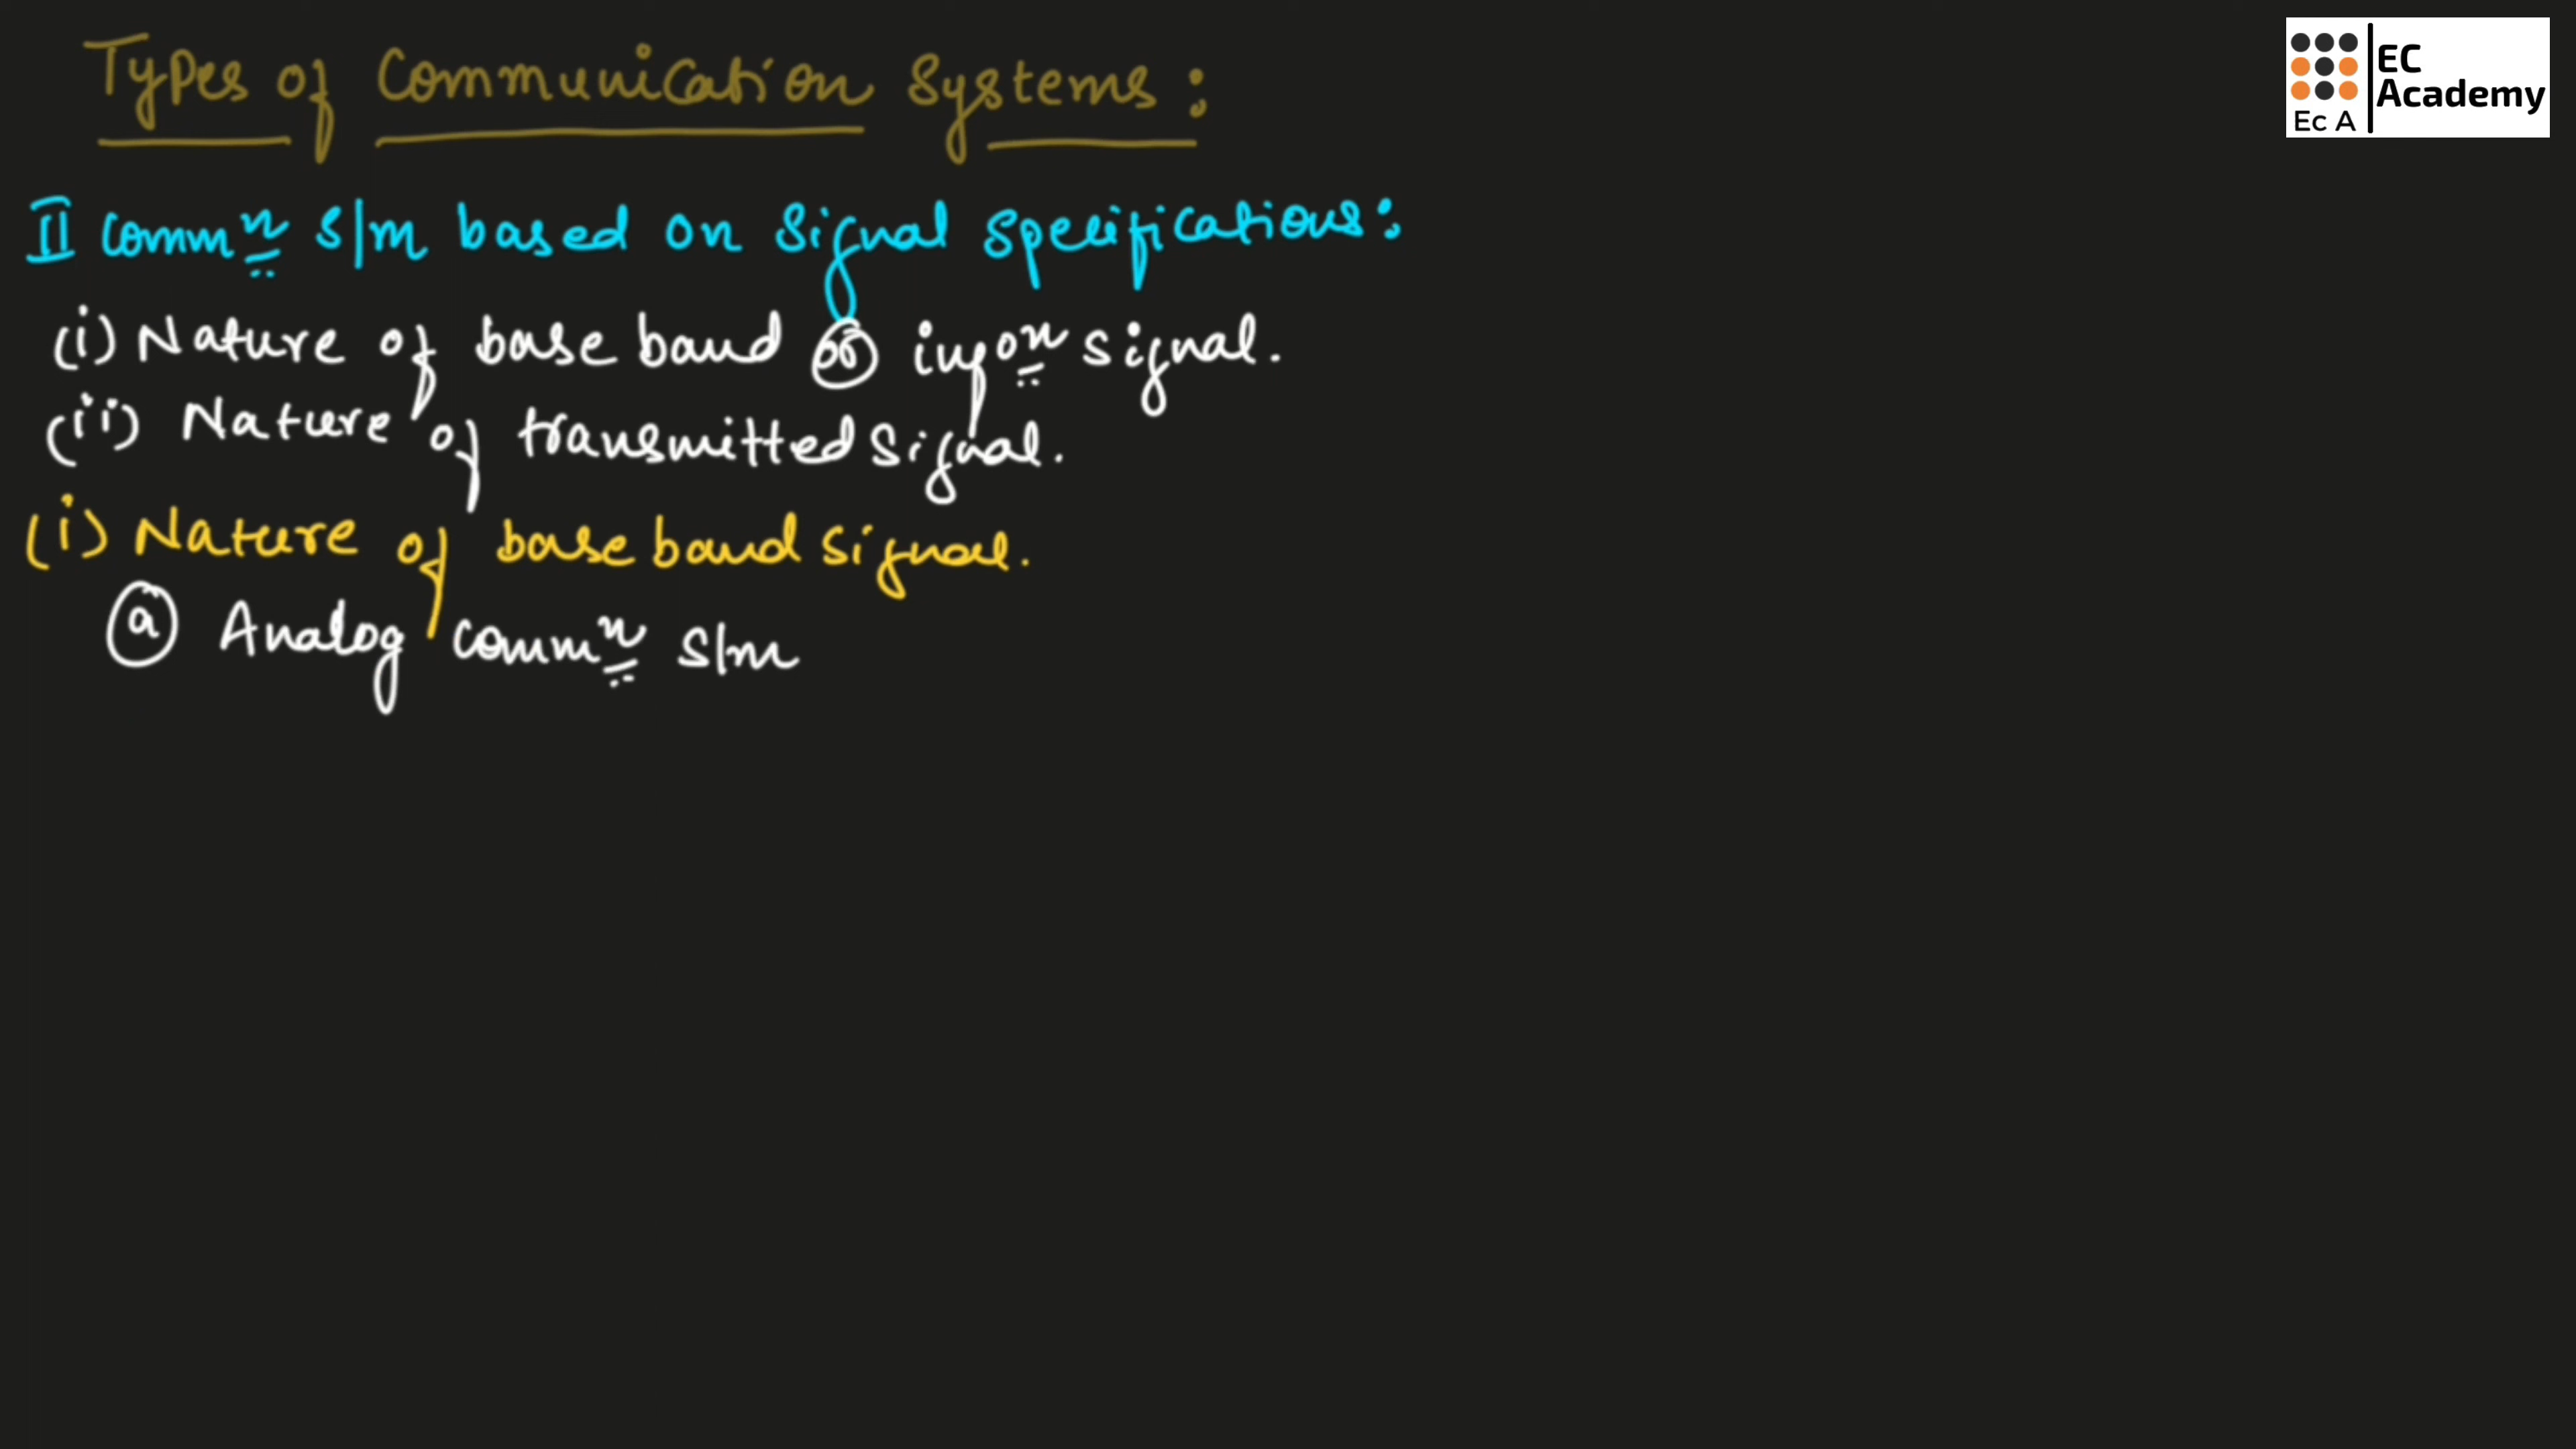 Types of Communication Systems:
EC
Academy
Ec A
II commⁿ s/m based on signal specifications:
(i) Nature of base band or infoⁿ signal.
(ii) Nature of transmitted signal.
(i) Nature of base band signal.
(a) Analog commⁿ s/m